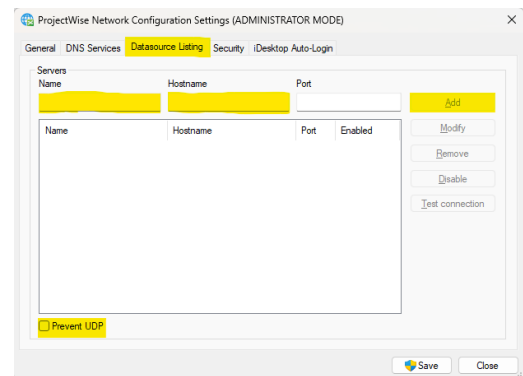 ProjectWise Network Configuration Settings (ADMINISTRATOR MODE)
General DNS Services Datasource Listing Security iDesktop Auto-Login
Servers
Name Hostname Port
Add
Name Hostname Port Enabled
Modify
Remove
Disable
Test connection
Prevent UDP
Save Close